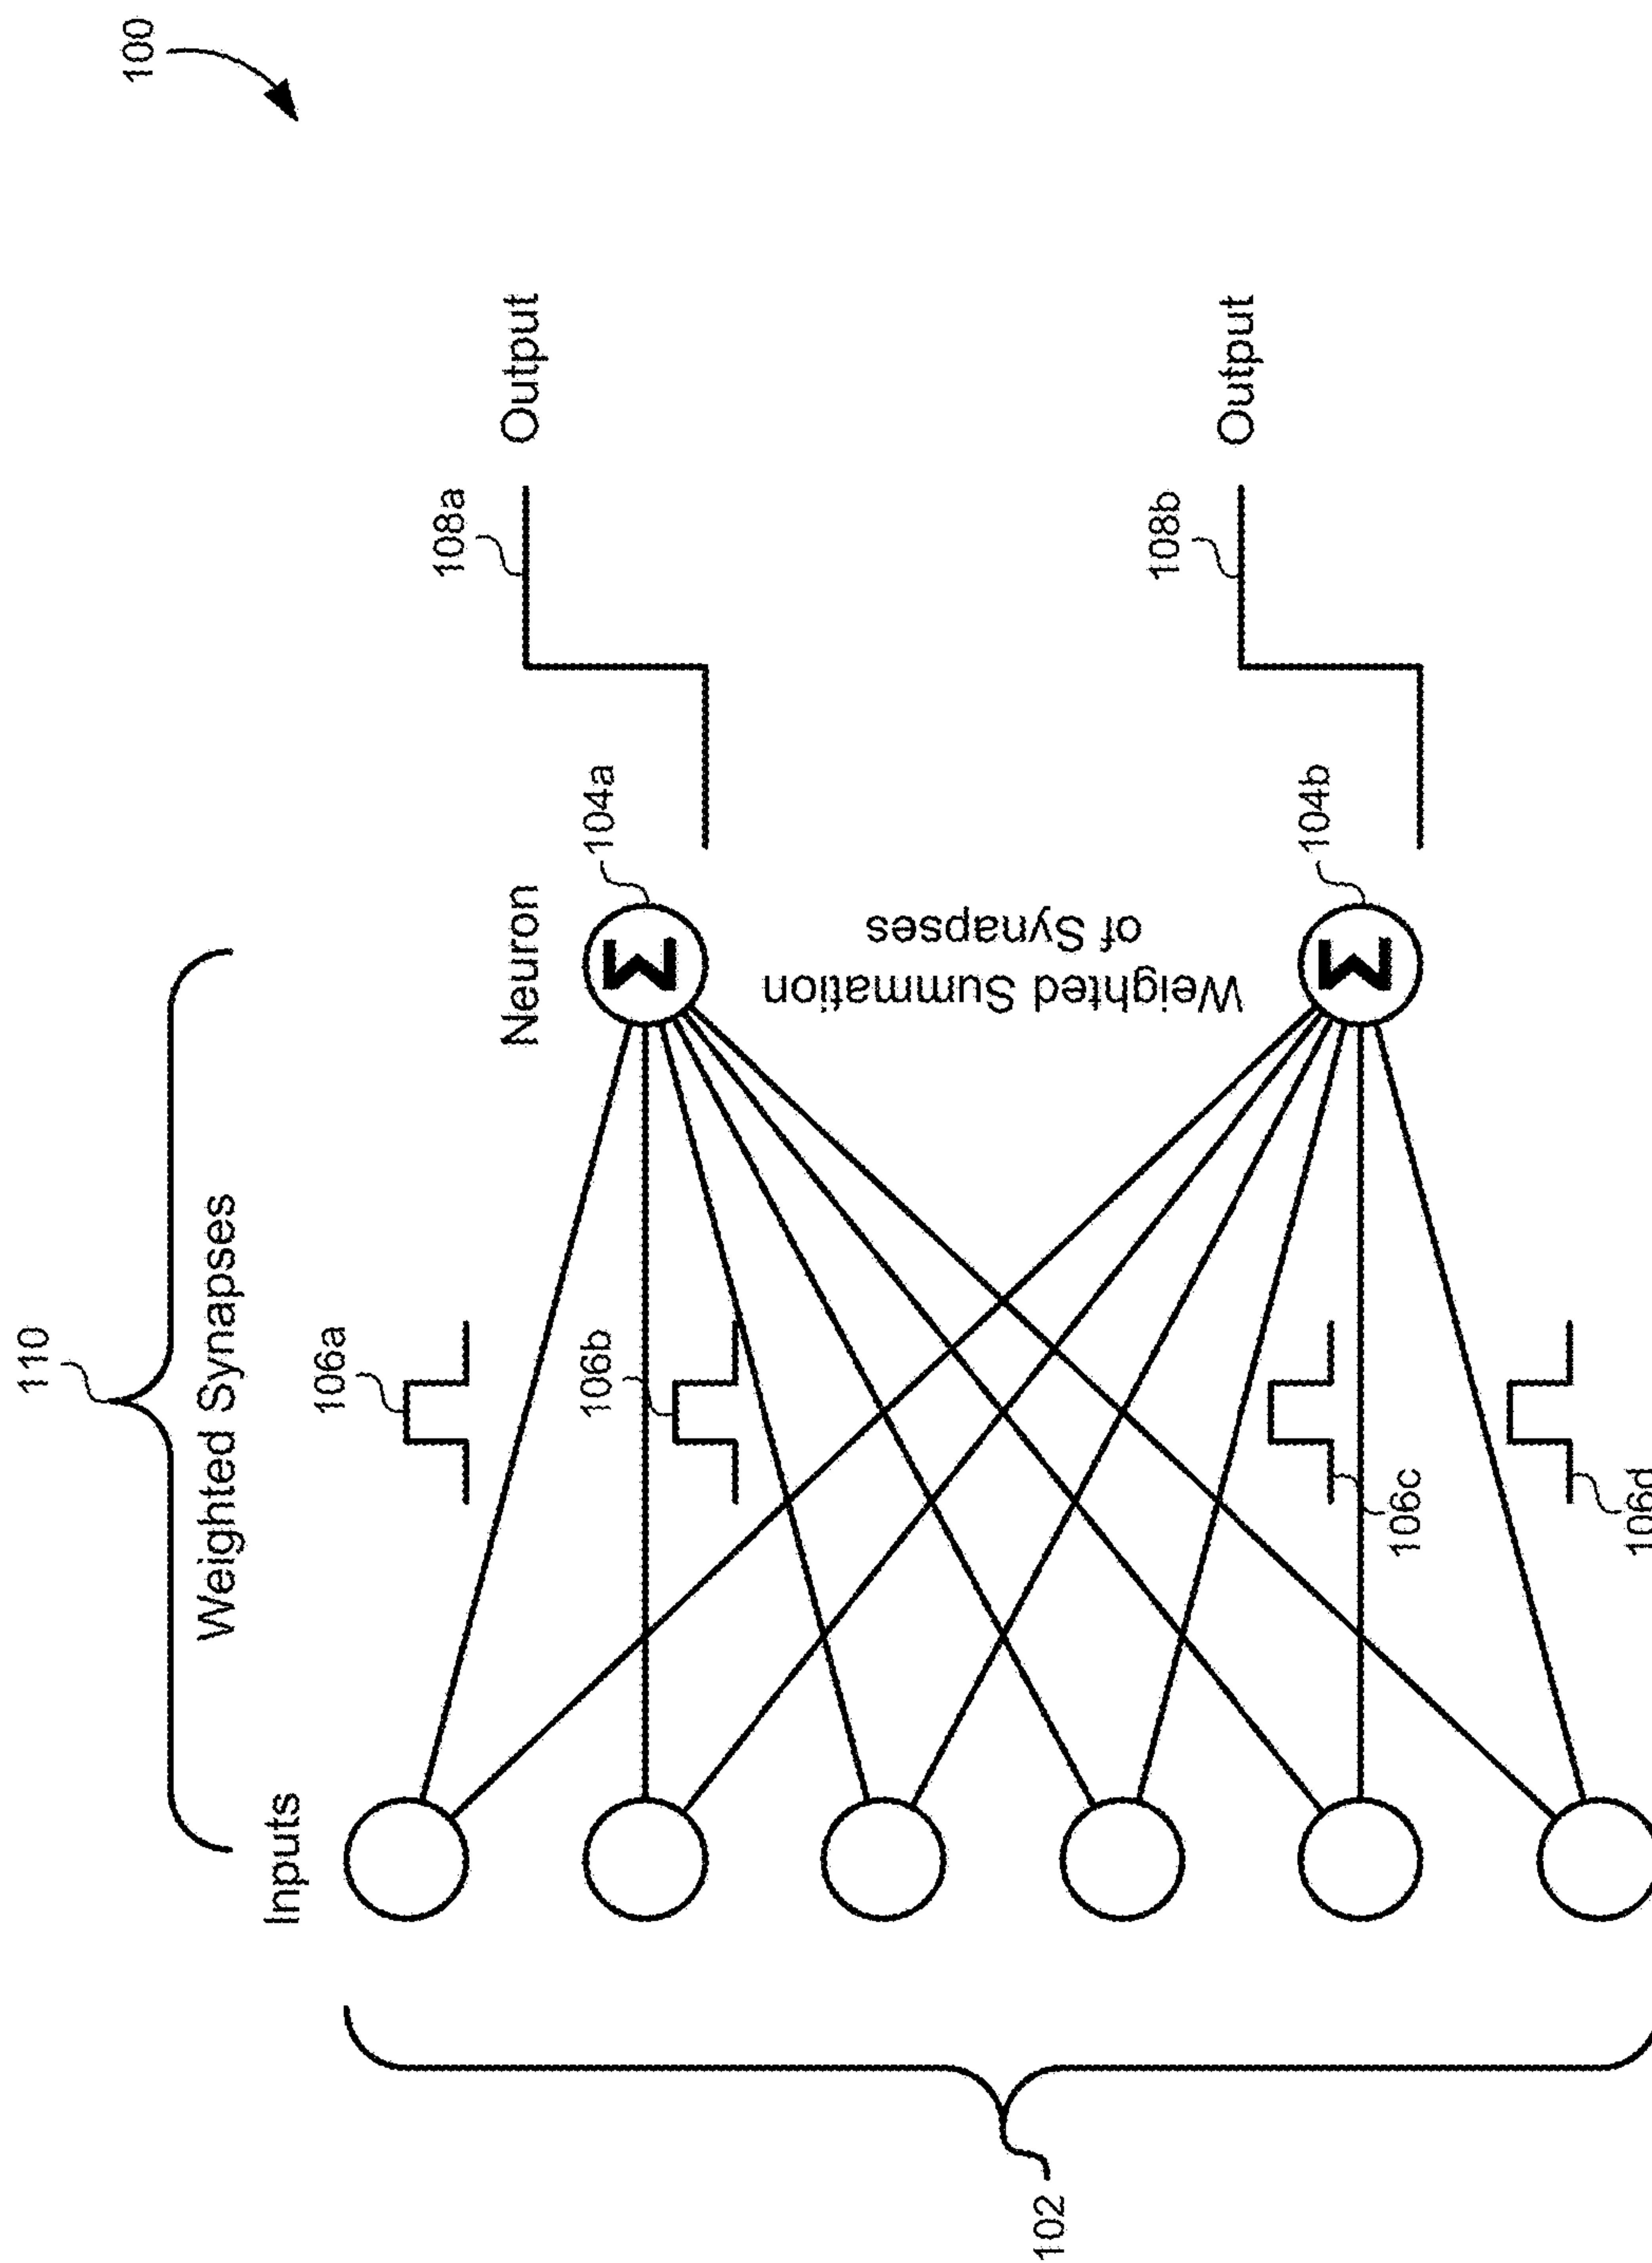 100
110
Weighted Synapses
Inputs
Neuron
106a
106b
106c
106d
104a
Σ
Weighted Summation
of Synapses
104b
Σ
108a
Output
108b
Output
102